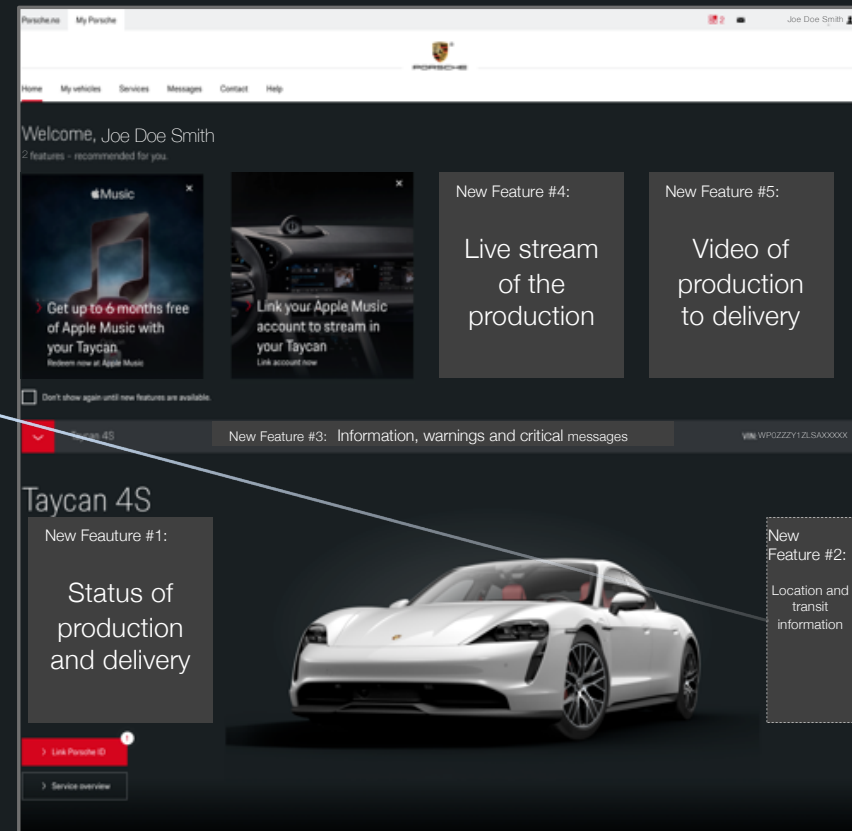 Porsche.no My Porsche 2 Joe Doe Smith
PORSCHE
Home My vehicles Services Messages Contact Help
Welcome, Joe Doe Smith
2 features - recommended for you.
Music
Get up to 6 months free
of Apple Music with
your Taycan
Redeem now at Apple Music
Link your Apple Music
account to stream in
your Taycan
Link account now
New Feature #4:
Live stream
of the
production
New Feature #5:
Video of
production
to delivery
Don't show again until new features are available.
Taycan 4S New Feature #3: Information, warnings and critical messages VIN: WP0ZZZY1ZLSAXXXXX
Taycan 4S
New Feauture #1:
Status of
production
and delivery
New
Feature #2:
Location and
transit
information
Link Porsche ID !
Service overview